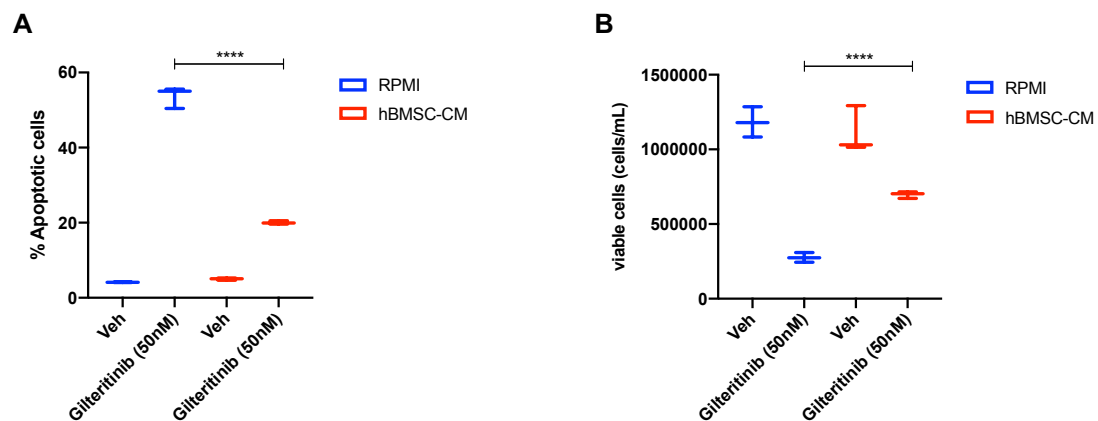 A
% Apoptotic cells
60
40
20
0
****
Veh
Gilteritinib (50nM)
Veh
Gilteritinib (50nM)
RPMI
hBMSC-CM
B
viable cells (cells/mL)
1500000
1000000
500000
0
****
Veh
Gilteritinib (50nM)
Veh
Gilteritinib (50nM)
RPMI
hBMSC-CM